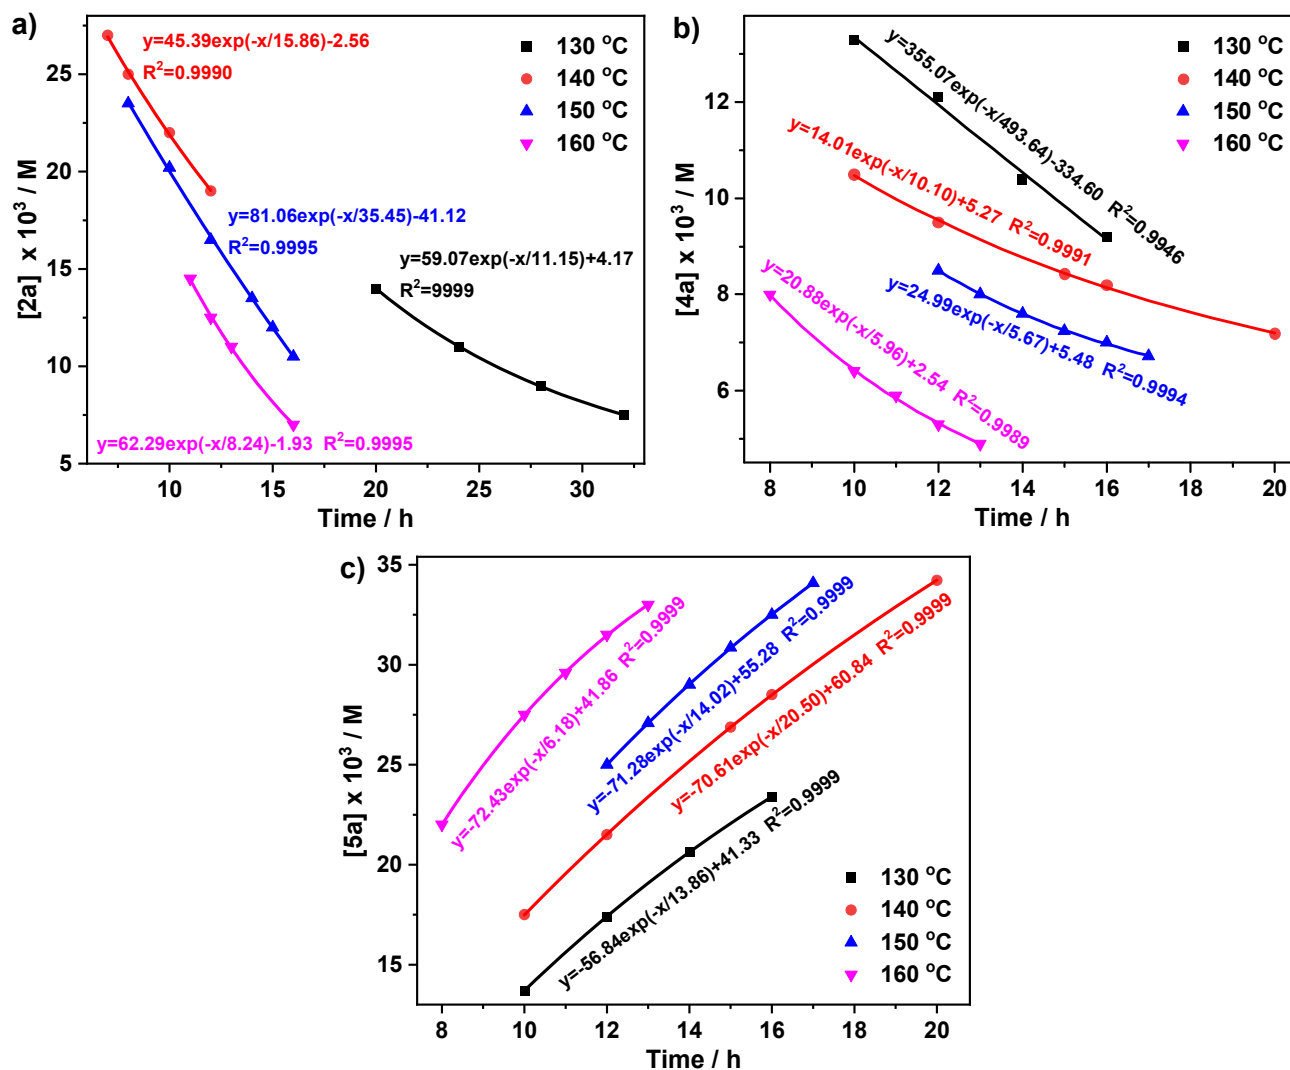 a)
y=45.39exp(-x/15.86)-2.56
R²=0.9990
130 °C
140 °C
150 °C
160 °C
y=81.06exp(-x/35.45)-41.12
R²=0.9995
y=59.07exp(-x/11.15)+4.17
R²=9999
y=62.29exp(-x/8.24)-1.93 R²=0.9995
[2a] x 10³ / M
25
20
15
10
5
10
15
20
25
30
Time / h
b)
130 °C
140 °C
150 °C
160 °C
y=355.07exp(-x/493.64)-334.60 R²=0.9946
y=14.01exp(-x/10.10)+5.27 R²=0.9991
y=24.99exp(-x/5.67)+5.48 R²=0.9994
y=20.88exp(-x/5.96)+2.54 R²=0.9989
[4a] x 10³ / M
12
10
8
6
8
10
12
14
16
18
20
Time / h
c)
y=-72.43exp(-x/6.18)+41.86 R²=0.9999
y=-71.28exp(-x/14.02)+55.28 R²=0.9999
y=-70.61exp(-x/20.50)+60.84 R²=0.9999
y=-56.84exp(-x/13.86)+41.33 R²=0.9999
130 °C
140 °C
150 °C
160 °C
[5a] x 10³ / M
35
30
25
20
15
8
10
12
14
16
18
20
Time / h